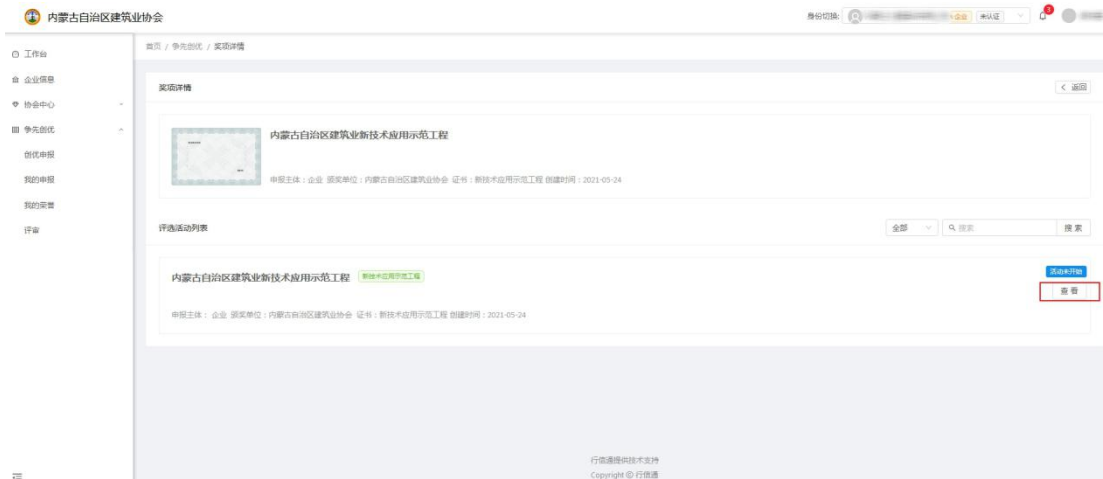 内蒙古自治区建筑业协会
身份切换: 企业 未认证 3
工作台
企业信息
协会中心
争先创优
创优申报
我的申报
我的荣誉
评审
首页 / 争先创优 / 奖项详情
奖项详情
< 返回
内蒙古自治区建筑业新技术应用示范工程
申报主体：企业 颁奖单位：内蒙古自治区建筑业协会 证书：新技术应用示范工程 创建时间：2021-05-24
评选活动列表
全部 搜索 搜索
内蒙古自治区建筑业新技术应用示范工程 新技术应用示范工程
活动未开始
查看
申报主体： 企业 颁奖单位：内蒙古自治区建筑业协会 证书：新技术应用示范工程 创建时间：2021-05-24
行信通提供技术支持
Copyright © 行信通